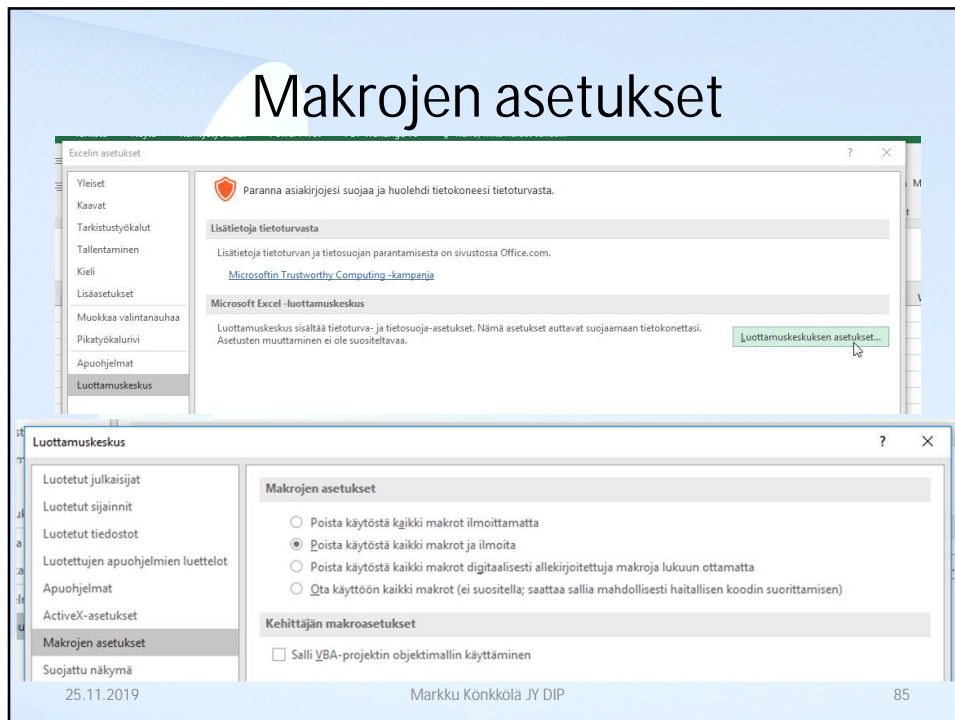 Makrojen asetukset
Excelin asetukset
Yleiset
Kaavat
Tarkistustyökalut
Tallentaminen
Kieli
Lisäasetukset
Muokkaa valintanauhaa
Pikatyökalurivi
Apuohjelmat
Luottamuskeskus
Paranna asiakirjojesi suojaa ja huolehdi tietokoneesi tietoturvasta.
Lisätietoja tietoturvasta
Lisätietoja tietoturvan ja tietosuojan parantamisesta on sivustossa Office.com.
Microsoftin Trustworthy Computing -kampanja
Microsoft Excel -luottamuskeskus
Luottamuskeskus sisältää tietoturva- ja tietosuoja-asetukset. Nämä asetukset auttavat suojaamaan tietokonettasi.
Asetusten muuttaminen ei ole suositeltavaa.
Luottamuskeskuksen asetukset...
Luottamuskeskus
Luotetut julkaisijat
Luotetut sijainnit
Luotetut tiedostot
Luotettujen apuohjelmien luettelot
Apuohjelmat
ActiveX-asetukset
Makrojen asetukset
Suojattu näkymä
Makrojen asetukset
Poista käytöstä kaikki makrot ilmoittamatta
Poista käytöstä kaikki makrot ja ilmoita
Poista käytöstä kaikki makrot digitaalisesti allekirjoitettuja makroja lukuun ottamatta
Ota käyttöön kaikki makrot (ei suositella; saattaa sallia mahdollisesti haitallisen koodin suorittamisen)
Kehittäjän makroasetukset
Salli VBA-projektin objektimallin käyttäminen
25.11.2019
Markku Könkkölä JY DIP
85